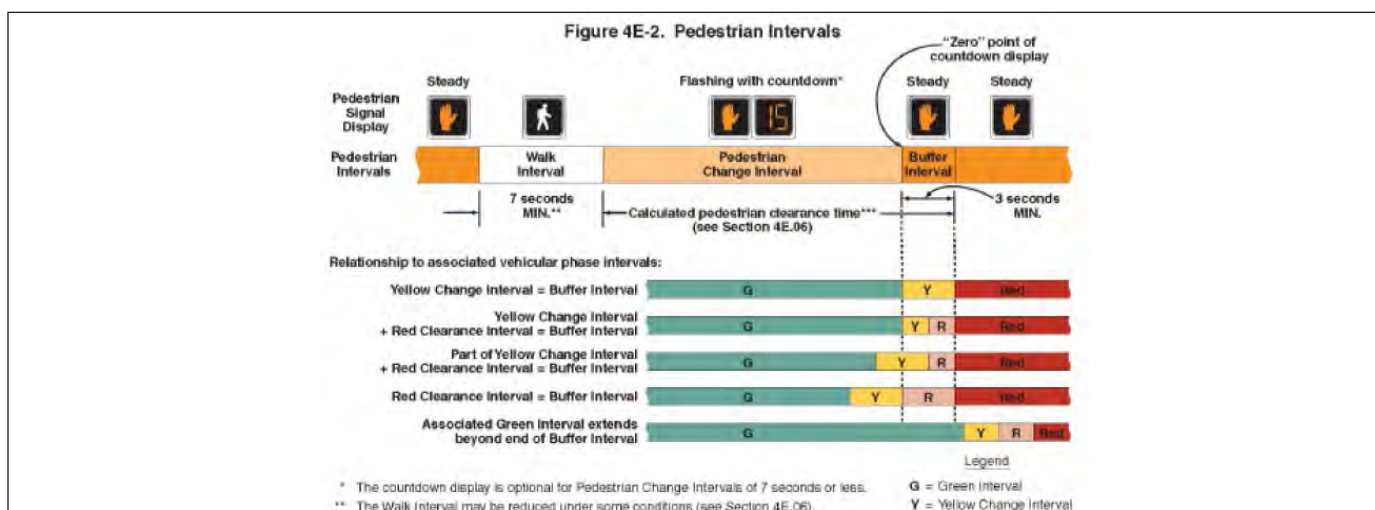 Figure 4E-2. Pedestrian Intervals
"Zero" point of
countdown display
Steady
Flashing with countdown*
Steady
Steady
Pedestrian
Signal
Display
15
Pedestrian
Intervals
Walk
Interval
Pedestrian
Change Interval
Buffer
Interval
7 seconds
MIN.**
Calculated pedestrian clearance time***
(see Section 4E.06)
3 seconds
MIN.
Relationship to associated vehicular phase intervals:
Yellow Change Interval = Buffer Interval
G
Y
Red
Yellow Change Interval
+ Red Clearance Interval = Buffer Interval
G
Y
R
Red
Part of Yellow Change Interval
+ Red Clearance Interval = Buffer Interval
G
Y
R
Red
Red Clearance Interval = Buffer Interval
G
Y
R
Red
Associated Green Interval extends
beyond end of Buffer Interval
G
Y
R
Red
Legend
* The countdown display is optional for Pedestrian Change Intervals of 7 seconds or less.
G = Green Interval
** The Walk Interval may be reduced under some conditions (see Section 4E.06).
Y = Yellow Change Interval